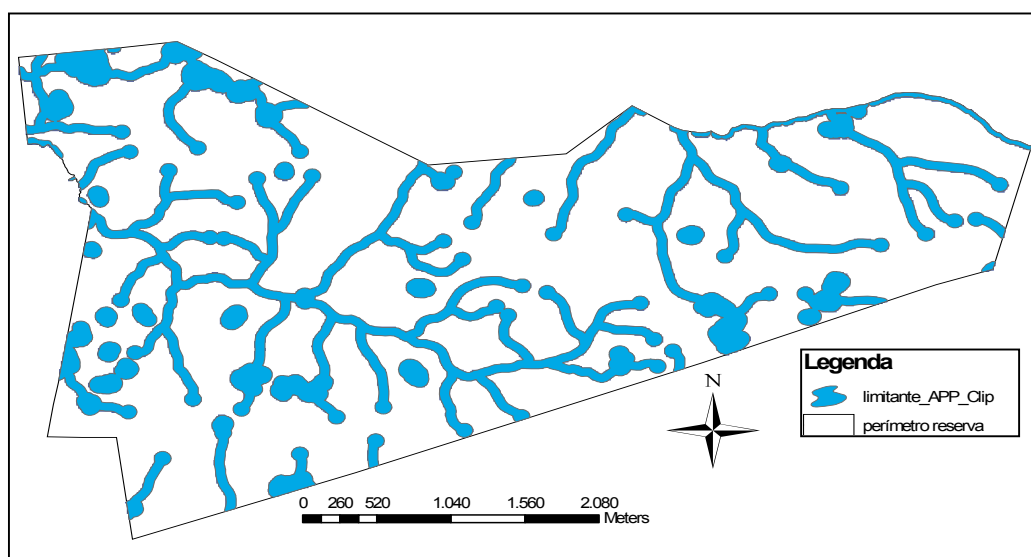 Legenda
limitante_APP_Clip
perímetro reserva
N
0 260 520 1.040 1.560 2.080
Meters